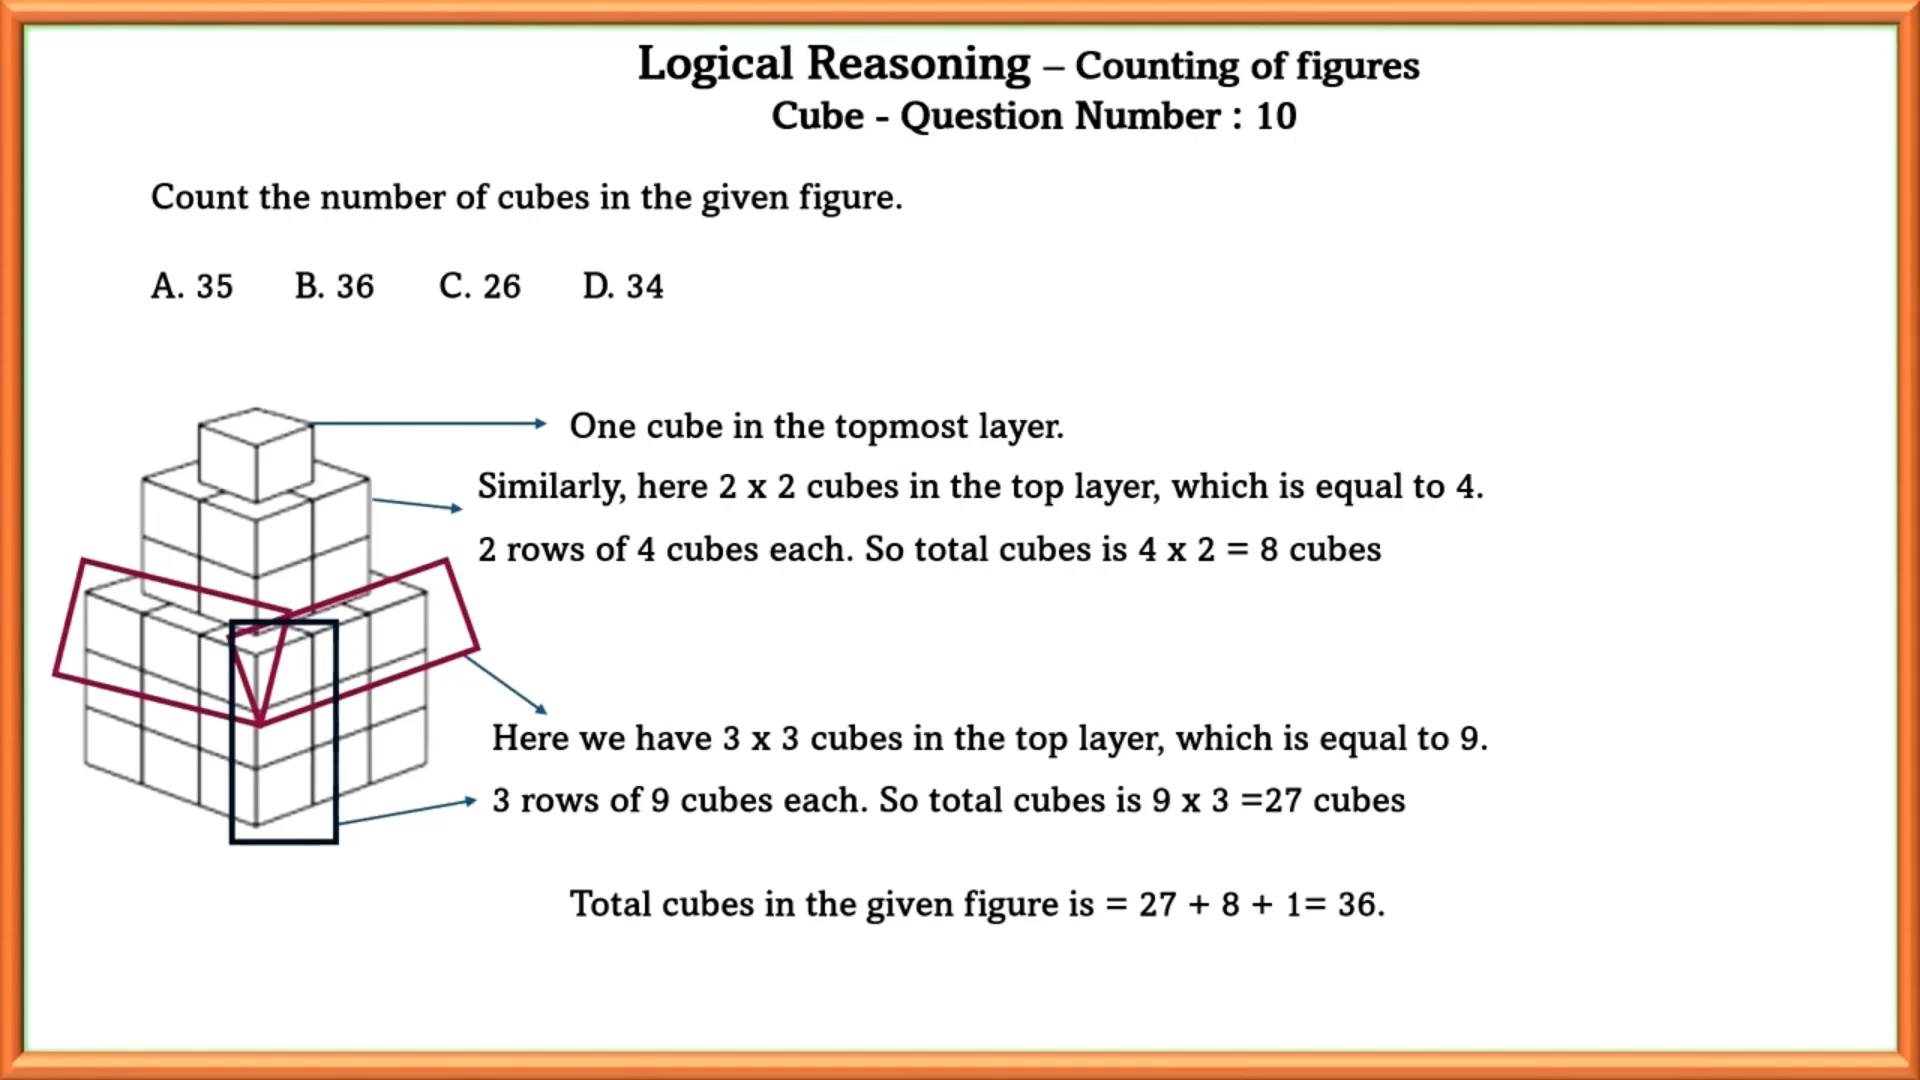 Logical Reasoning – Counting of figures
Cube - Question Number : 10
Count the number of cubes in the given figure.
A. 35 B. 36 C. 26 D. 34
One cube in the topmost layer.
Similarly, here 2 x 2 cubes in the top layer, which is equal to 4.
2 rows of 4 cubes each. So total cubes is 4 x 2 = 8 cubes
Here we have 3 x 3 cubes in the top layer, which is equal to 9.
3 rows of 9 cubes each. So total cubes is 9 x 3 =27 cubes
Total cubes in the given figure is = 27 + 8 + 1= 36.